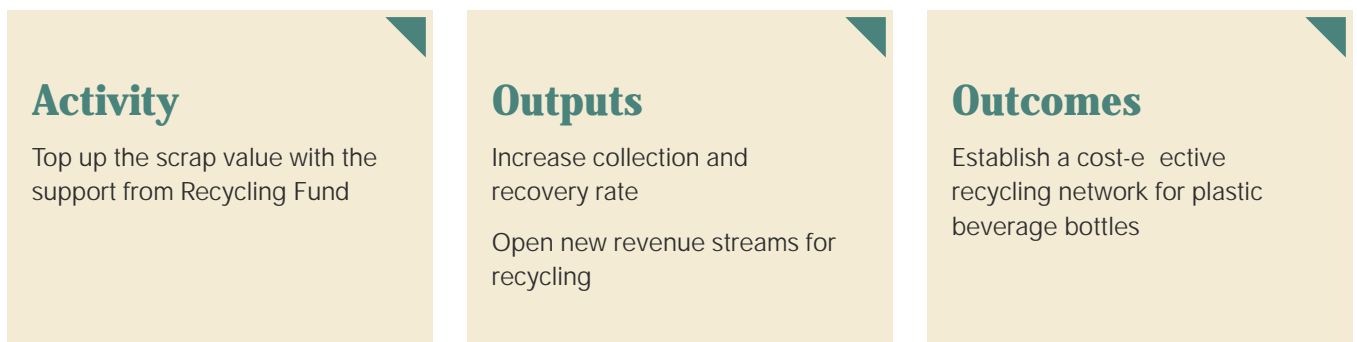 Activity
Top up the scrap value with the
support from Recycling Fund
Outputs
Increase collection and
recovery rate
Open new revenue streams for
recycling
Outcomes
Establish a cost-e  ective
recycling network for plastic
beverage bottles